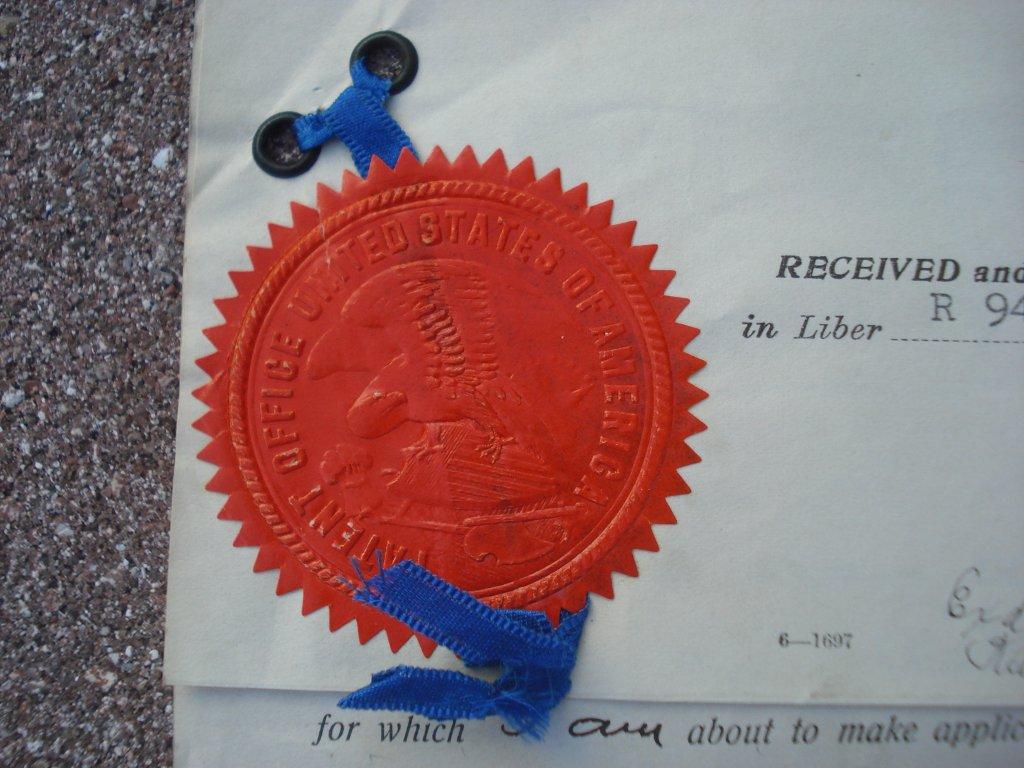 PATENT OFFICE UNITED STATES OF AMERICA
RECEIVED and
in Liber R 94
6—1697
for which am about to make applic